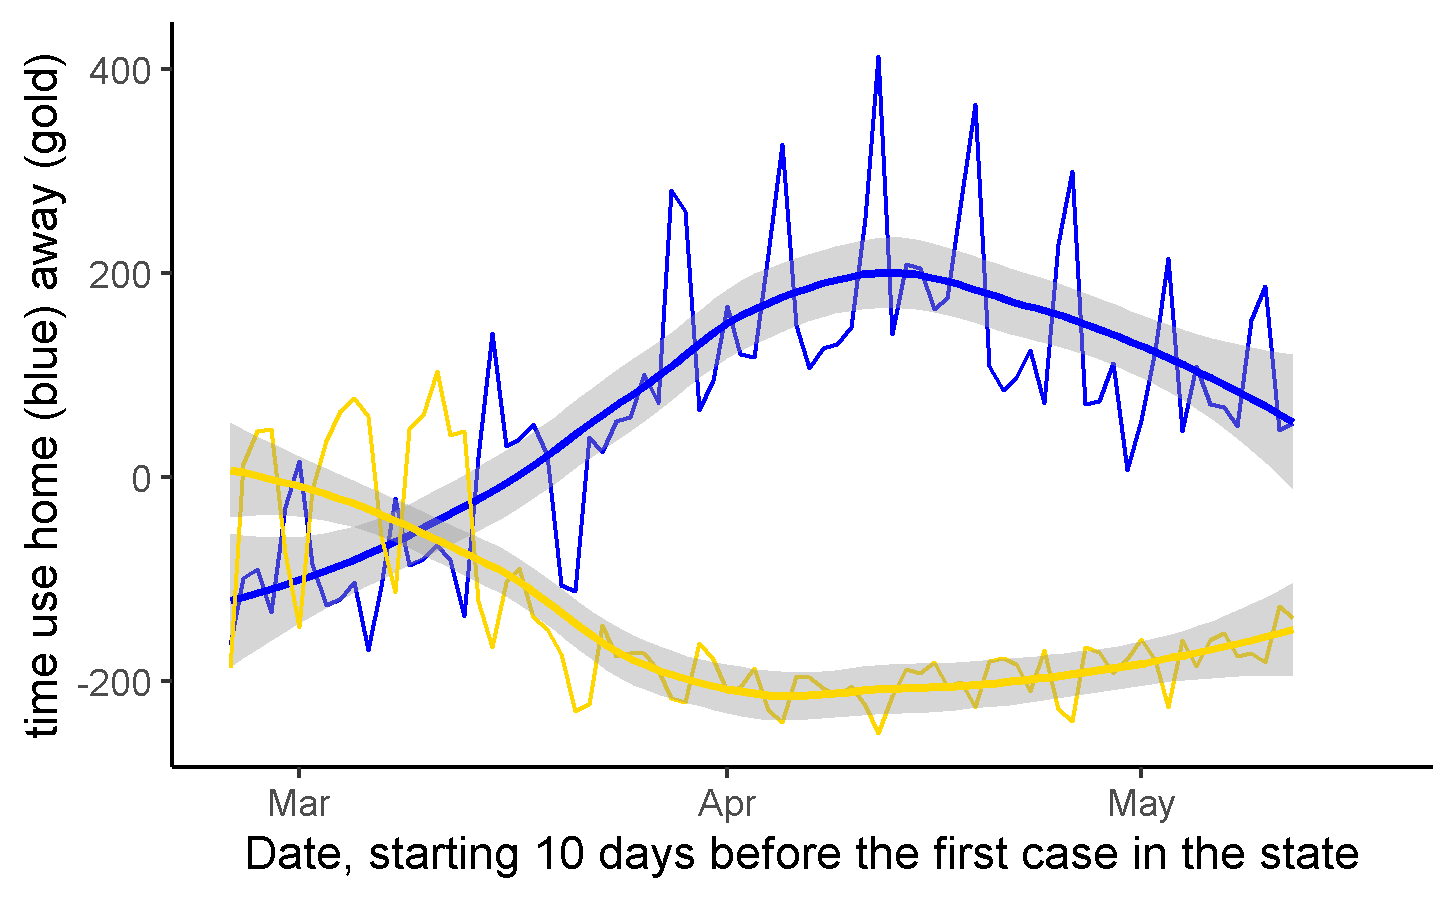 time use home (blue) away (gold)
400
200
0
-200
Mar Apr May
Date, starting 10 days before the first case in the state